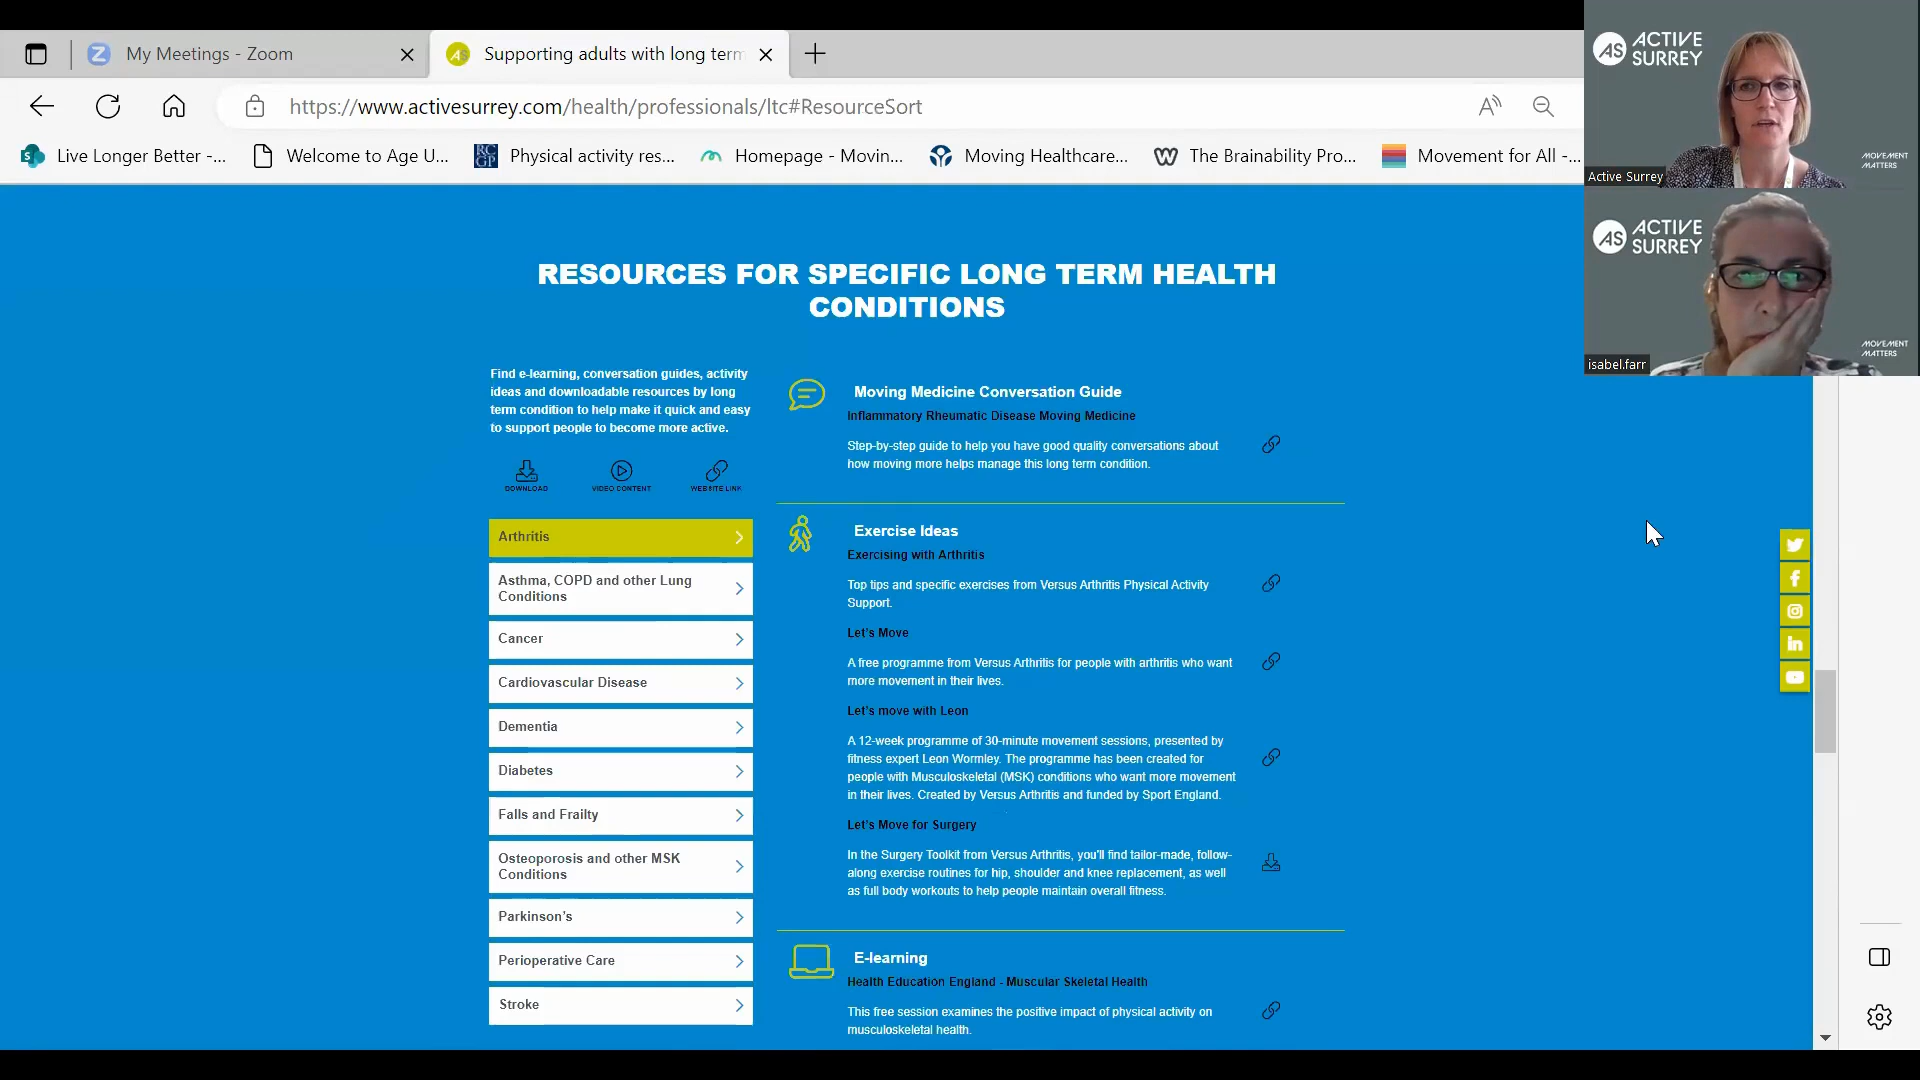 My Meetings - Zoom
Supporting adults with long term
https://www.activesurrey.com/health/professionals/ltc#ResourceSort
Live Longer Better -...
Welcome to Age U...
RC
GP
Physical activity res...
Homepage - Movin...
Moving Healthcare...
The Brainability Pro...
Movement for All -...
AS ACTIVE
SURREY
MOVEMENT
MATTERS
Active Surrey
AS ACTIVE
SURREY
MOVEMENT
MATTERS
isabel.farr
RESOURCES FOR SPECIFIC LONG TERM HEALTH
CONDITIONS
Find e-learning, conversation guides, activity
ideas and downloadable resources by long
term condition to help make it quick and easy
to support people to become more active.
DOWNLOAD
VIDEO CONTENT
WEBSITE LINK
Arthritis
Asthma, COPD and other Lung
Conditions
Cancer
Cardiovascular Disease
Dementia
Diabetes
Falls and Frailty
Osteoporosis and other MSK
Conditions
Parkinson's
Perioperative Care
Stroke
Moving Medicine Conversation Guide
Inflammatory Rheumatic Disease Moving Medicine
Step-by-step guide to help you have good quality conversations about
how moving more helps manage this long term condition.
Exercise Ideas
Exercising with Arthritis
Top tips and specific exercises from Versus Arthritis Physical Activity
Support.
Let's Move
A free programme from Versus Arthritis for people with arthritis who want
more movement in their lives.
Let's move with Leon
A 12-week programme of 30-minute movement sessions, presented by
fitness expert Leon Wormley. The programme has been created for
people with Musculoskeletal (MSK) conditions who want more movement
in their lives. Created by Versus Arthritis and funded by Sport England.
Let's Move for Surgery
In the Surgery Toolkit from Versus Arthritis, you'll find tailor-made, follow-
along exercise routines for hip, shoulder and knee replacement, as well
as full body workouts to help people maintain overall fitness.
E-learning
Health Education England - Muscular Skeletal Health
This free session examines the positive impact of physical activity on
musculoskeletal health.